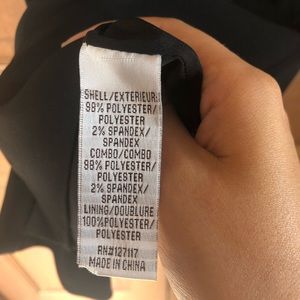 SHELL/EXTERIEUR:
98% POLYESTER/
POLYESTER
2% SPANDEX/
SPANDEX
COMBO/COMBO
98% POLYESTER/
POLYESTER
2% SPANDEX/
SPANDEX
LINING/DOUBLURE
100%POLYESTER/
POLYESTER
RN#127117
MADE IN CHINA